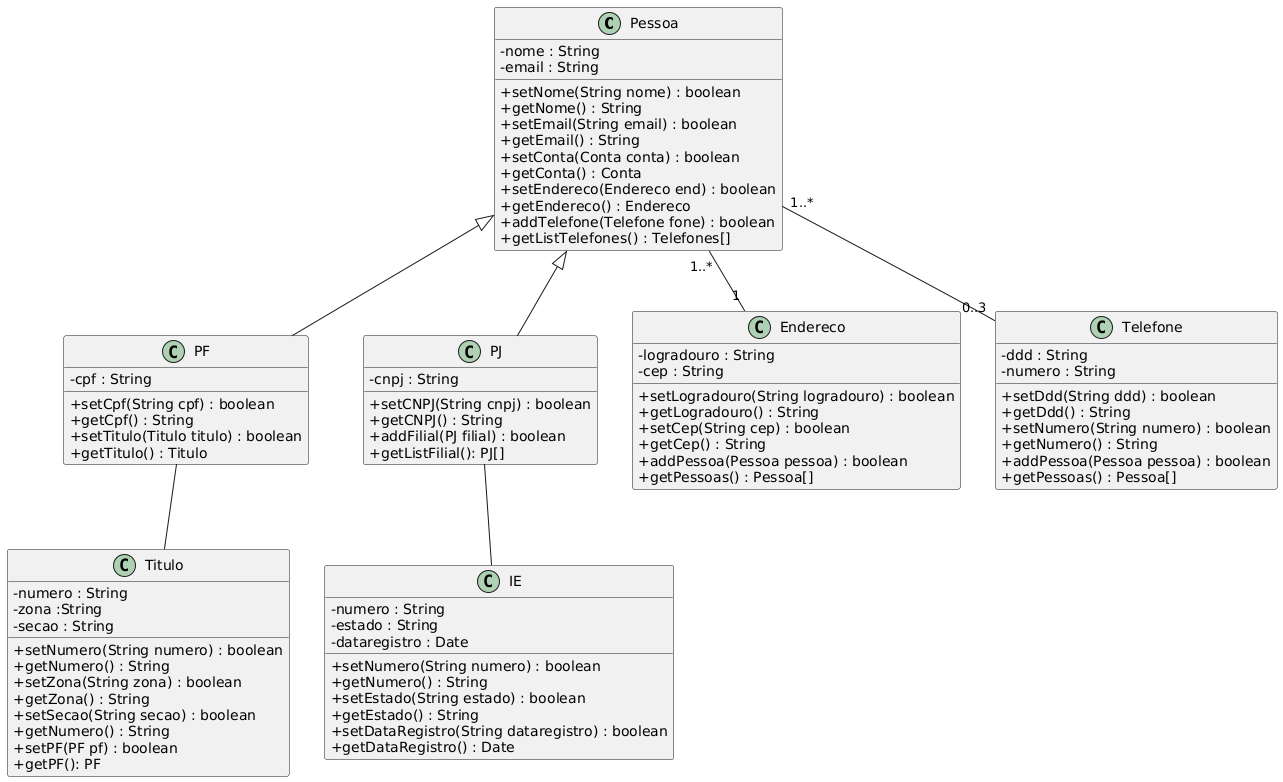 C Pessoa
-nome : String
-email : String
+setNome(String nome) : boolean
+getNome() : String
+setEmail(String email) : boolean
+getEmail() : String
+setConta(Conta conta) : boolean
+getConta() : Conta
+setEndereco(Endereco end) : boolean
+getEndereco() : Endereco
+addTelefone(Telefone fone) : boolean
+getListTelefones() : Telefones[]
1..*
1..*
1
0..3
C PF
-cpf : String
+setCpf(String cpf) : boolean
+getCpf() : String
+setTitulo(Titulo titulo) : boolean
+getTitulo() : Titulo
C PJ
-cnpj : String
+setCNPJ(String cnpj) : boolean
+getCNPJ() : String
+addFilial(PJ filial) : boolean
+getListFilial(): PJ[]
C Endereco
-logradouro : String
-cep : String
+setLogradouro(String logradouro) : boolean
+getLogradouro() : String
+setCep(String cep) : boolean
+getCep() : String
+addPessoa(Pessoa pessoa) : boolean
+getPessoas() : Pessoa[]
C Telefone
-ddd : String
-numero : String
+setDdd(String ddd) : boolean
+getDdd() : String
+setNumero(String numero) : boolean
+getNumero() : String
+addPessoa(Pessoa pessoa) : boolean
+getPessoas() : Pessoa[]
C Titulo
-numero : String
-zona :String
-secao : String
+setNumero(String numero) : boolean
+getNumero() : String
+setZona(String zona) : boolean
+getZona() : String
+setSecao(String secao) : boolean
+getNumero() : String
+setPF(PF pf) : boolean
+getPF(): PF
C IE
-numero : String
-estado : String
-dataregistro : Date
+setNumero(String numero) : boolean
+getNumero() : String
+setEstado(String estado) : boolean
+getEstado() : String
+setDataRegistro(String dataregistro) : boolean
+getDataRegistro() : Date